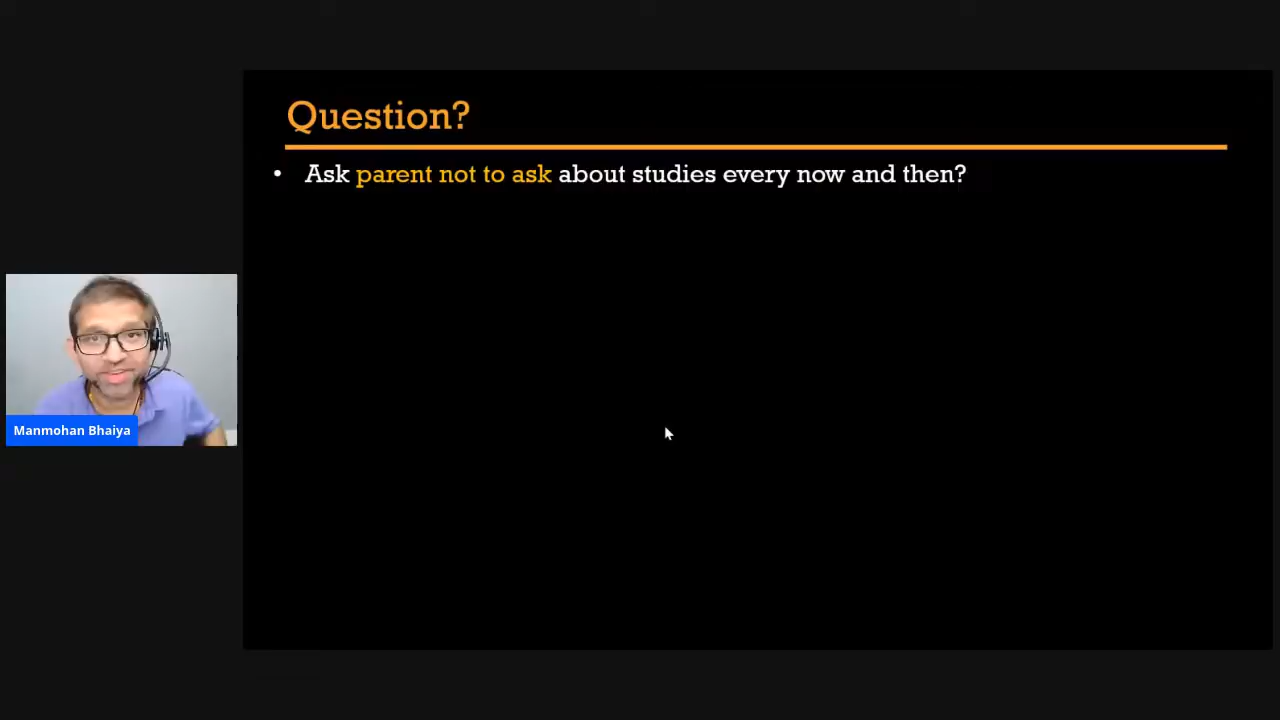 Question?
• Ask parent not to ask about studies every now and then?
Manmohan Bhaiya